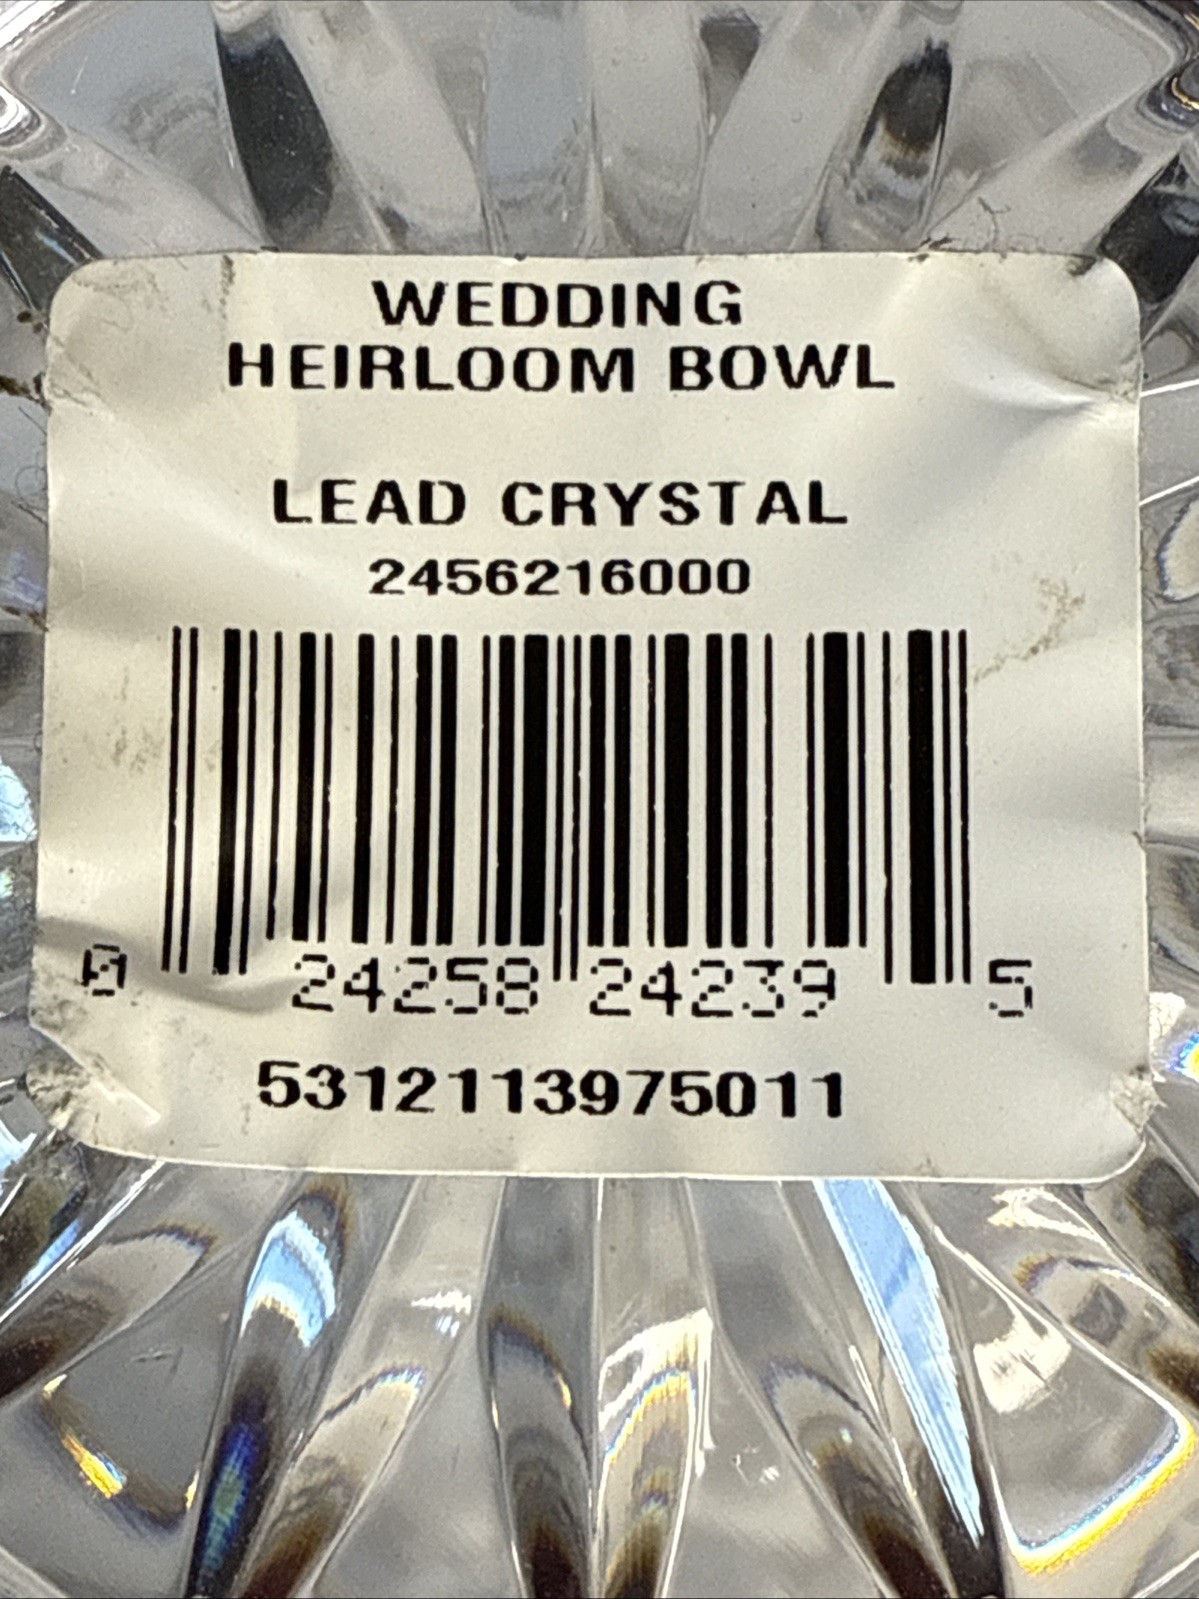 WEDDING
HEIRLOOM BOWL
LEAD CRYSTAL
2456216000
0 24258 24239 5
5312113975011